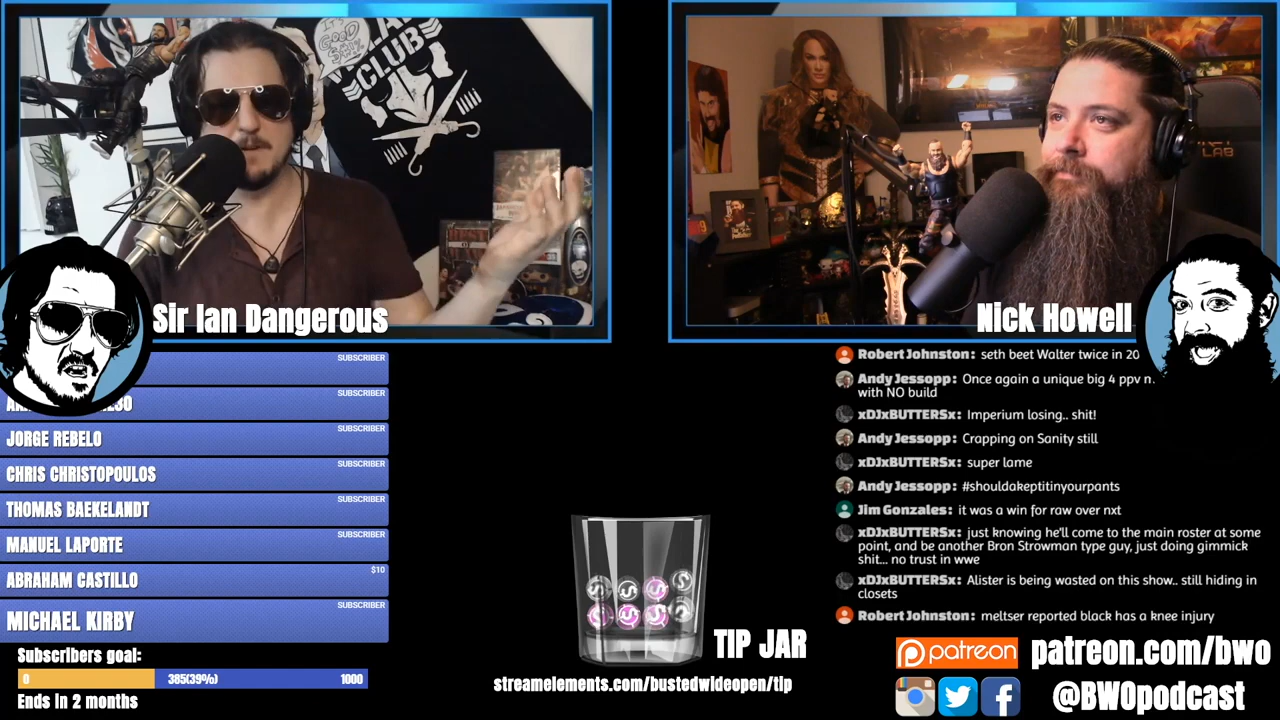 GOOD
CLUB
LAB
Sir Ian Dangerous
Nick Howell
SUBSCRIBER
SUBSCRIBER
SUBSCRIBER
JORGE REBELO
SUBSCRIBER
CHRIS CHRISTOPOULOS
SUBSCRIBER
THOMAS BAEKELANDT
SUBSCRIBER
MANUEL LAPORTE
$10
ABRAHAM CASTILLO
SUBSCRIBER
MICHAEL KIRBY
Subscribers goal:
0 385(39%) 1000
Ends in 2 months
TIP JAR
streamelements.com/bustedwideopen/tip
Robert Johnston: seth beet Walter twice in 20
Andy Jessopp: Once again a unique big 4 ppv
with NO build
xDJxBUTTERSx: Imperium losing.. shit!
Andy Jessopp: Crapping on Sanity still
xDJxBUTTERSx: super lame
Andy Jessopp: #shouldakeptitinyourpants
Jim Gonzales: it was a win for raw over nxt
xDJxBUTTERSx: just knowing he'll come to the main roster at some
point, and be another Bron Strowman type guy, just doing gimmick
shit... no trust in wwe
xDJxBUTTERSx: Alister is being wasted on this show.. still hiding in
closets
Robert Johnston: meltser reported black has a knee injury
patreon patreon.com/bwo
@BWOpodcast